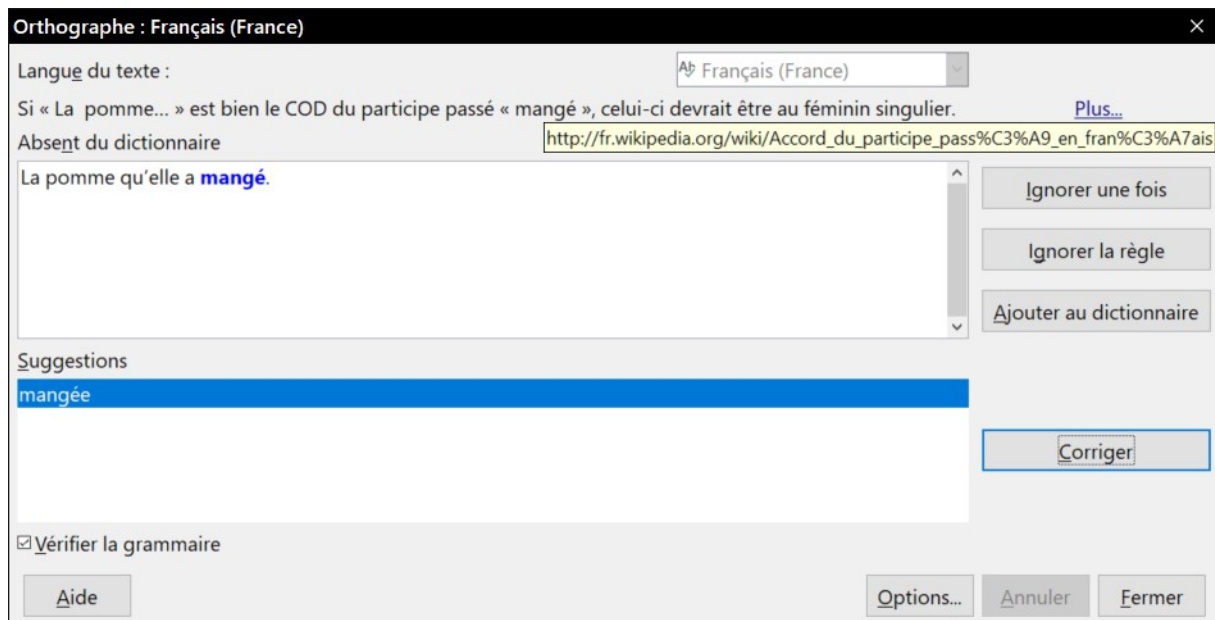 Orthographe : Français (France)
Langue du texte :
Ab Français (France)
Si « La  pomme... » est bien le COD du participe passé « mangé », celui-ci devrait être au féminin singulier.
Plus...
http://fr.wikipedia.org/wiki/Accord_du_participe_pass%C3%A9_en_fran%C3%A7ais
Absent du dictionnaire
La pomme qu’elle a mangé.
Ignorer une fois
Ignorer la règle
Ajouter au dictionnaire
Suggestions
mangée
Corriger
Vérifier la grammaire
Aide
Options...
Annuler
Fermer